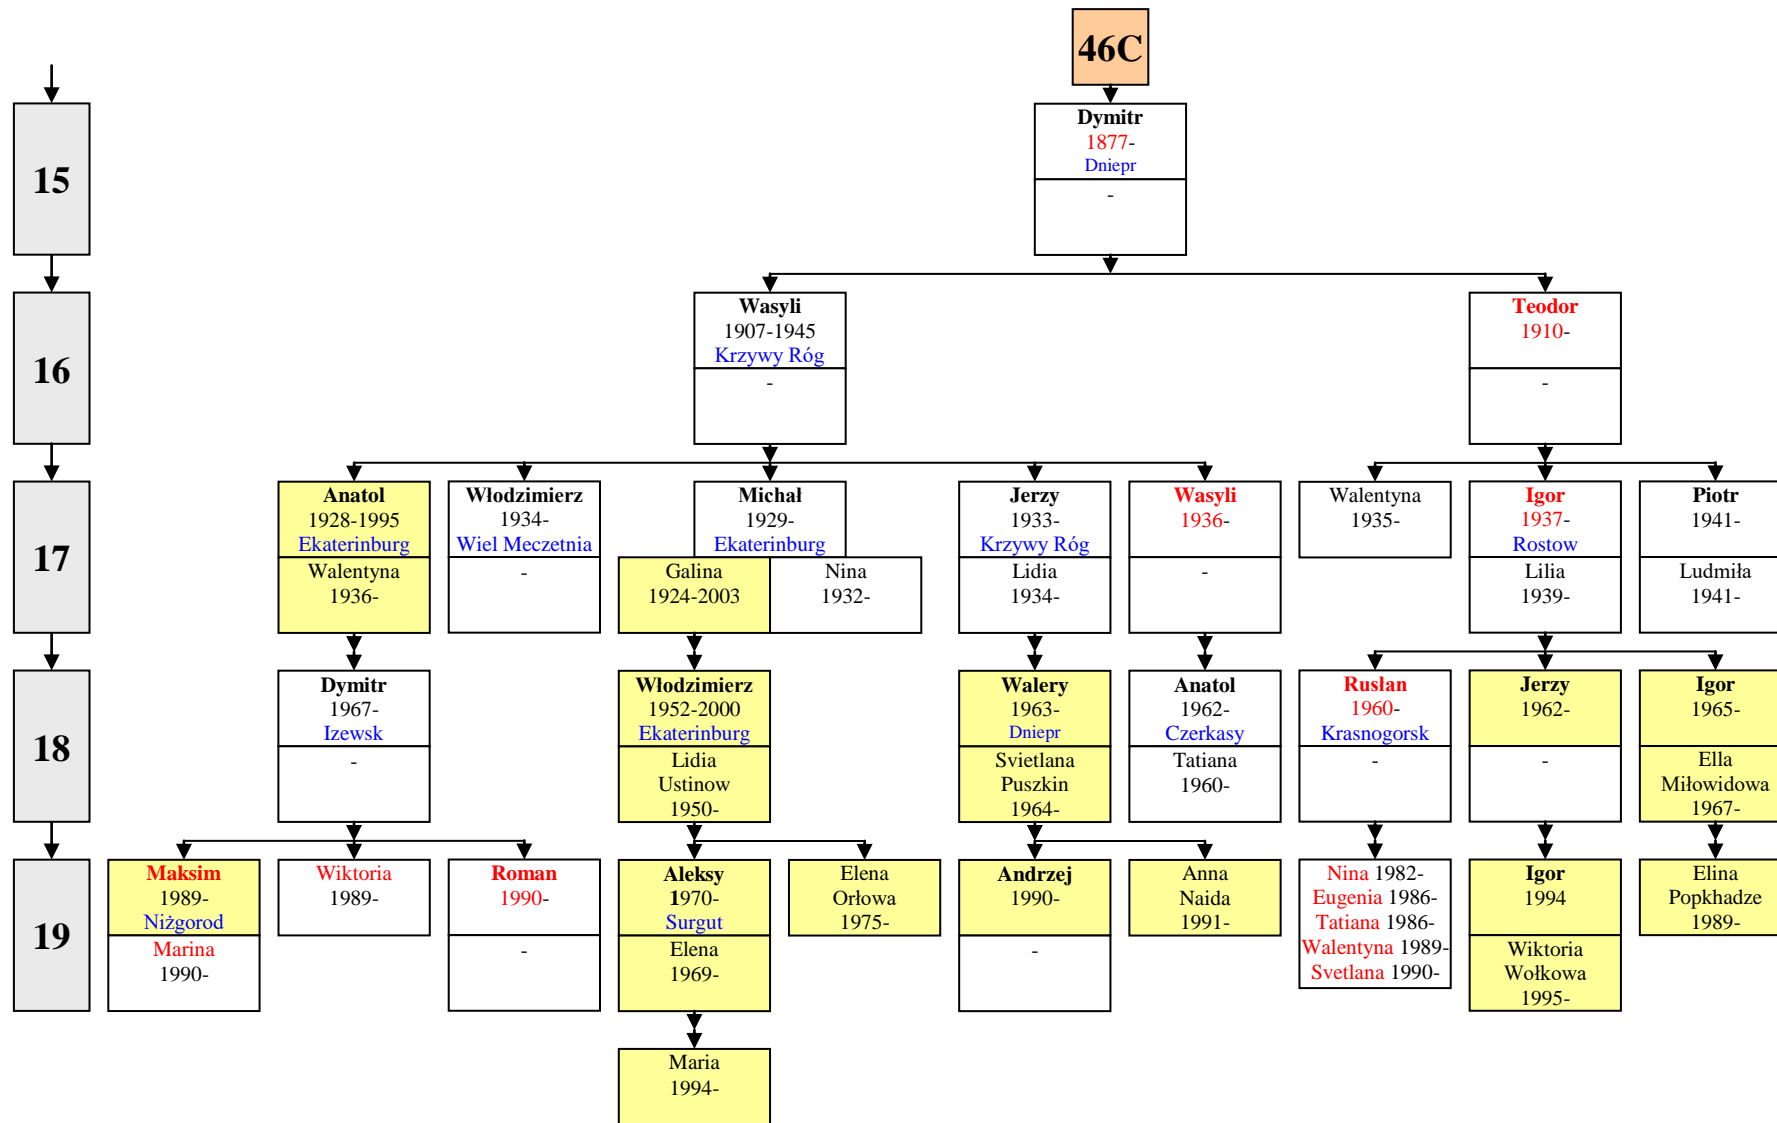 46C
15
Dymitr
1877-
Dniepr
-
16
Wasyli
1907-1945
Krzywy Róg
-
Teodor
1910-
-
17
Anatol
1928-1995
Ekaterinburg
Walentyna
1936-
Włodzimierz
1934-
Wiel Meczetnia
-
Michał
1929-
Ekaterinburg
Galina
1924-2003
Nina
1932-
Jerzy
1933-
Krzywy Róg
Lidia
1934-
Wasyli
1936-
-
Walentyna
1935-
Igor
1937-
Rostow
Lilia
1939-
Piotr
1941-
Ludmiła
1941-
18
Dymitr
1967-
Izewsk
-
Włodzimierz
1952-2000
Ekaterinburg
Lidia
Ustinow
1950-
Walery
1963-
Dniepr
Svietlana
Puszkin
1964-
Anatol
1962-
Czerkasy
Tatiana
1960-
Rusłan
1960-
Krasnogorsk
-
Jerzy
1962-
-
Igor
1965-
Ella
Miłowidowa
1967-
19
Maksim
1989-
Niżgorod
Marina
1990-
Wiktoria
1989-
Roman
1990-
-
Aleksy
1970-
Surgut
Elena
1969-
Elena
Orłowa
1975-
Andrzej
1990-
-
Anna
Naida
1991-
Nina 1982-
Eugenia 1986-
Tatiana 1986-
Walentyna 1989-
Svetlana 1990-
Igor
1994
Wiktoria
Wołkowa
1995-
Elina
Popkhadze
1989-
Maria
1994-